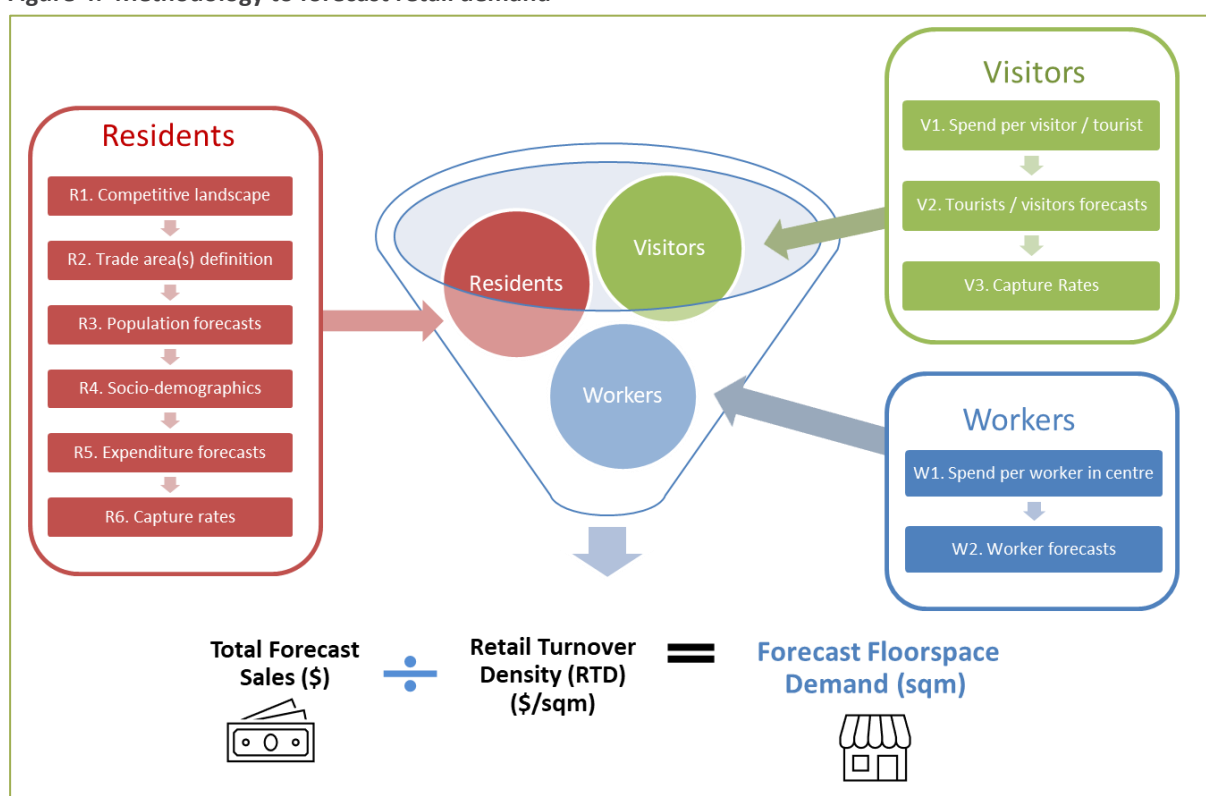 Residents
R1. Competitive landscape
R2. Trade area(s) definition
R3. Population forecasts
R4. Socio-demographics
R5. Expenditure forecasts
R6. Capture rates
Residents
Visitors
Workers
Visitors
V1. Spend per visitor / tourist
V2. Tourists / visitors forecasts
V3. Capture Rates
Workers
W1. Spend per worker in centre
W2. Worker forecasts
Total Forecast
Sales ($)
÷
Retail Turnover
Density (RTD)
($/sqm)
=
Forecast Floorspace
Demand (sqm)